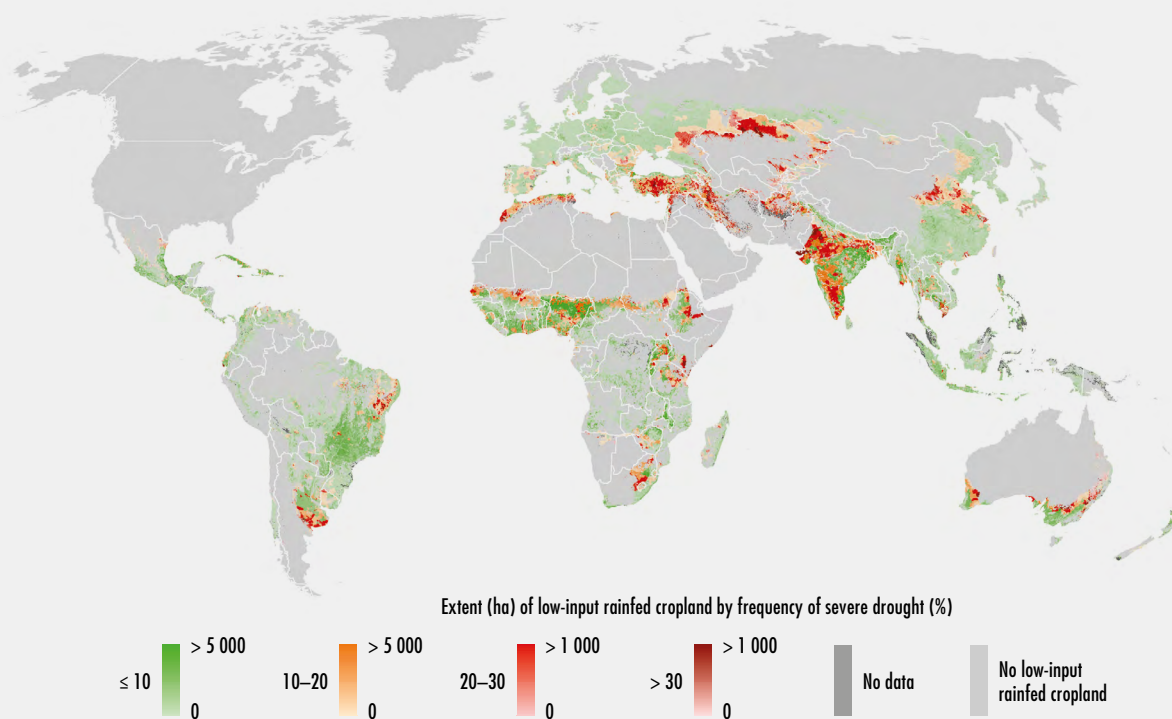 Extent (ha) of low-input rainfed cropland by frequency of severe drought (%)
≤ 10
> 5 000
0
10–20
> 5 000
0
20–30
> 1 000
0
> 30
> 1 000
0
No data
No low-input
rainfed cropland